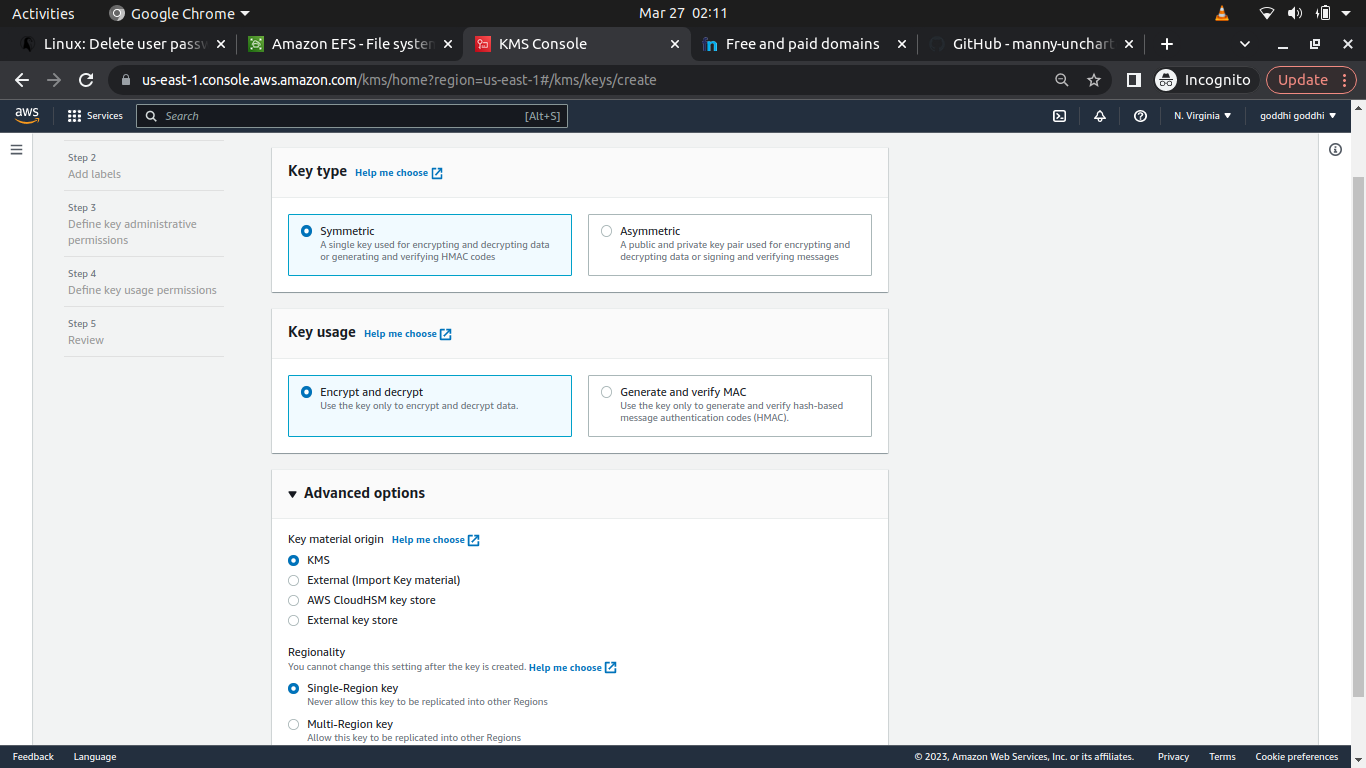 Activities
Google Chrome
Mar 27 02:11
Linux: Delete user passw
Amazon EFS - File system
KMS Console
Free and paid domains
GitHub - manny-unchart
us-east-1.console.aws.amazon.com/kms/home?region=us-east-1#/kms/keys/create
Incognito
Update
aws
Services
Search
[Alt+S]
N. Virginia
goddhi goddhi
Step 2
Add labels
Step 3
Define key administrative
permissions
Step 4
Define key usage permissions
Step 5
Review
Key type Help me choose
Symmetric
A single key used for encrypting and decrypting data
or generating and verifying HMAC codes
Asymmetric
A public and private key pair used for encrypting and
decrypting data or signing and verifying messages
Key usage Help me choose
Encrypt and decrypt
Use the key only to encrypt and decrypt data.
Generate and verify MAC
Use the key only to generate and verify hash-based
message authentication codes (HMAC).
Advanced options
Key material origin Help me choose
KMS
External (Import Key material)
AWS CloudHSM key store
External key store
Regionality
You cannot change this setting after the key is created. Help me choose
Single-Region key
Never allow this key to be replicated into other Regions
Multi-Region key
Allow this key to be replicated into other Regions
Feedback
Language
© 2023, Amazon Web Services, Inc. or its affiliates.
Privacy
Terms
Cookie preferences